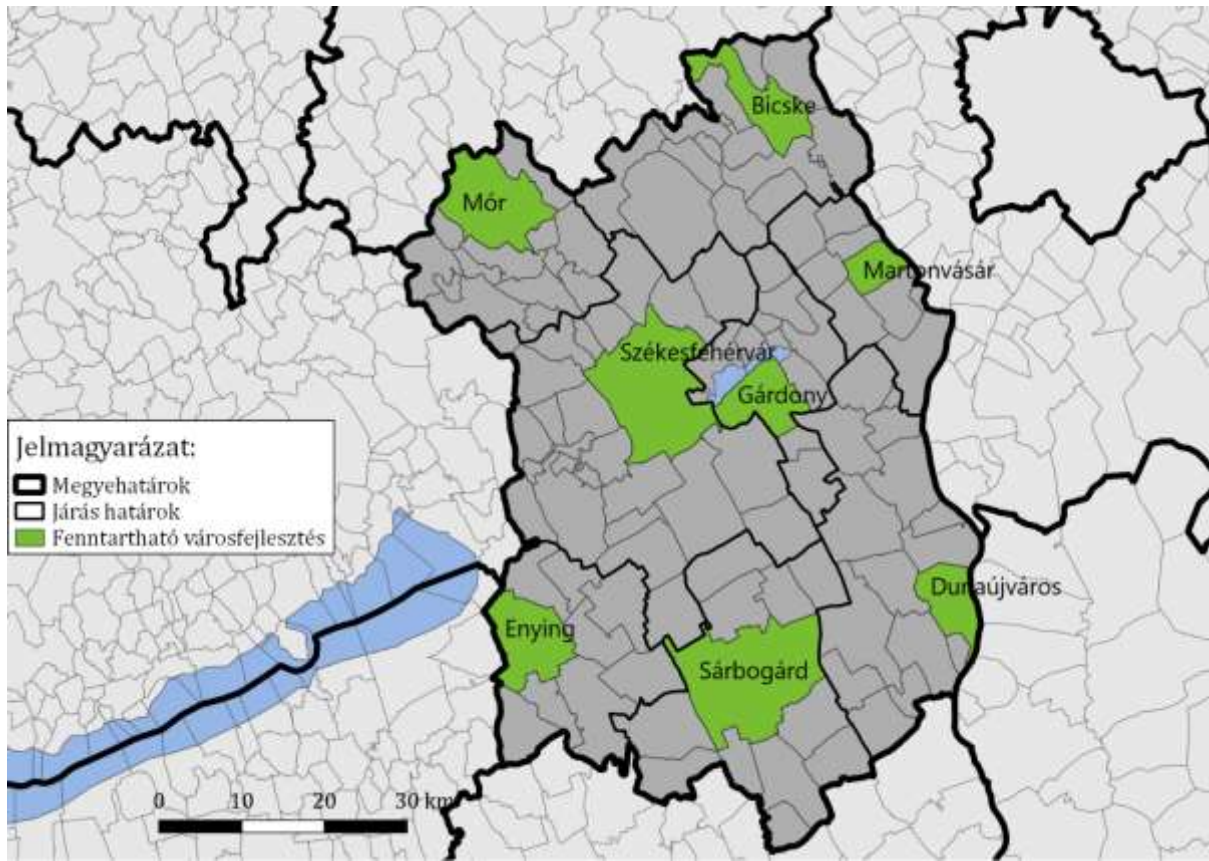 Bicske
Mór
Martonvásár
Székesfehérvár
Gárdony
Jelmagyarázat:
Megyehatárok
Járás határok
Fenntartható városfejlesztés
Dunaújváros
Enying
Sárbogárd
0 10 20 30 km